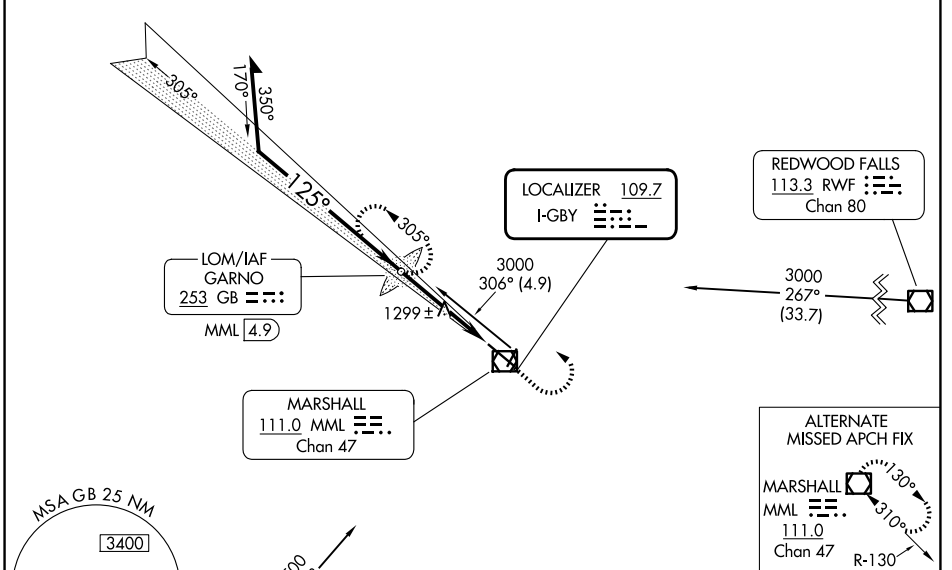 305°
170°
350°
125°
305°
LOCALIZER 109.7
I-GBY
REDWOOD FALLS
113.3 RWF
Chan 80
LOM/IAF
GARNO
253 GB
MML 4.9
3000
306° (4.9)
1299±
3000
267°
(33.7)
MARSHALL
111.0 MML
Chan 47
ALTERNATE
MISSED APCH FIX
MARSHALL
MML
111.0
Chan 47
130°
310°
R-130
MSA GB 25 NM
3400